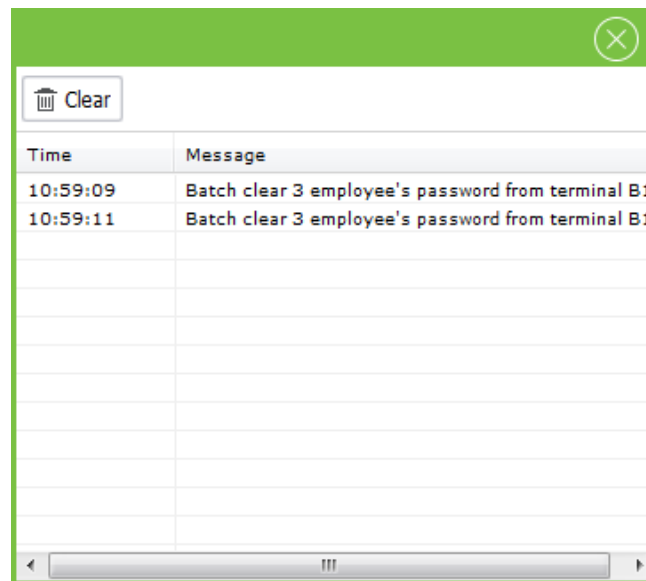 Clear
Time Message
10:59:09 Batch clear 3 employee's password from terminal B1
10:59:11 Batch clear 3 employee's password from terminal B1